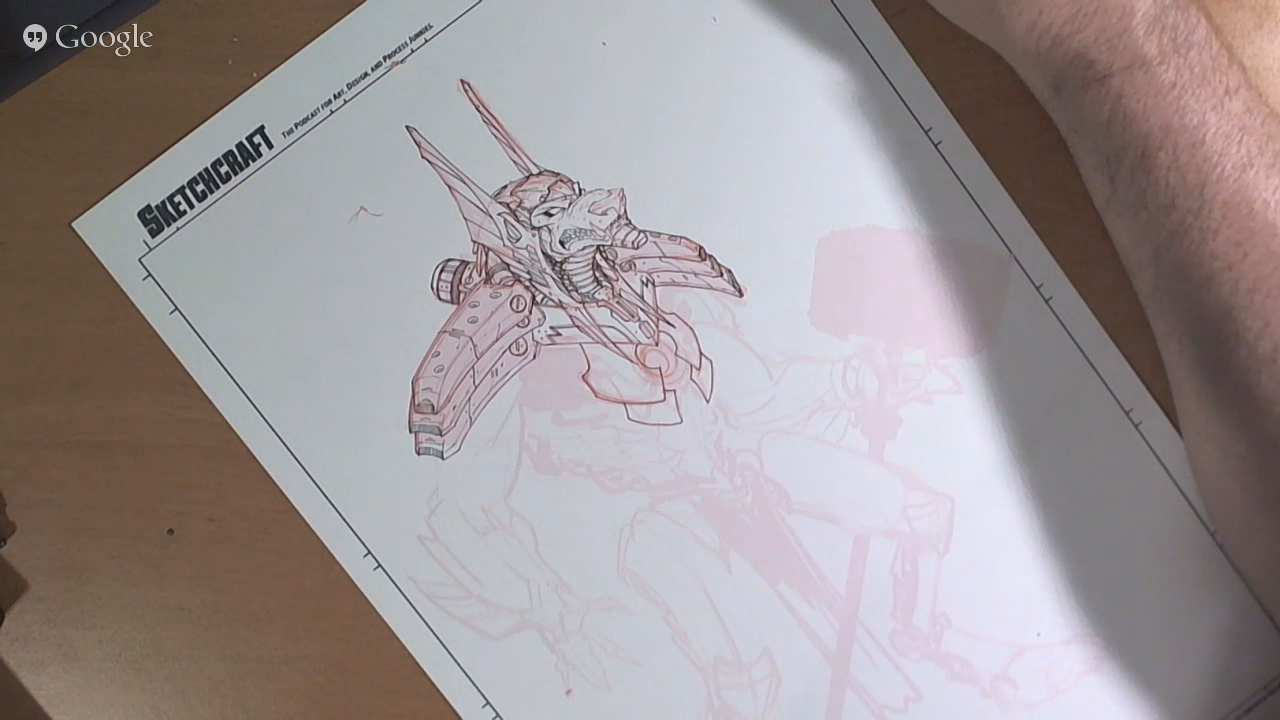 Google
SKETCHCRAFT
THE PODCAST FOR ART, DESIGN, AND PROCESS JUNKIES.